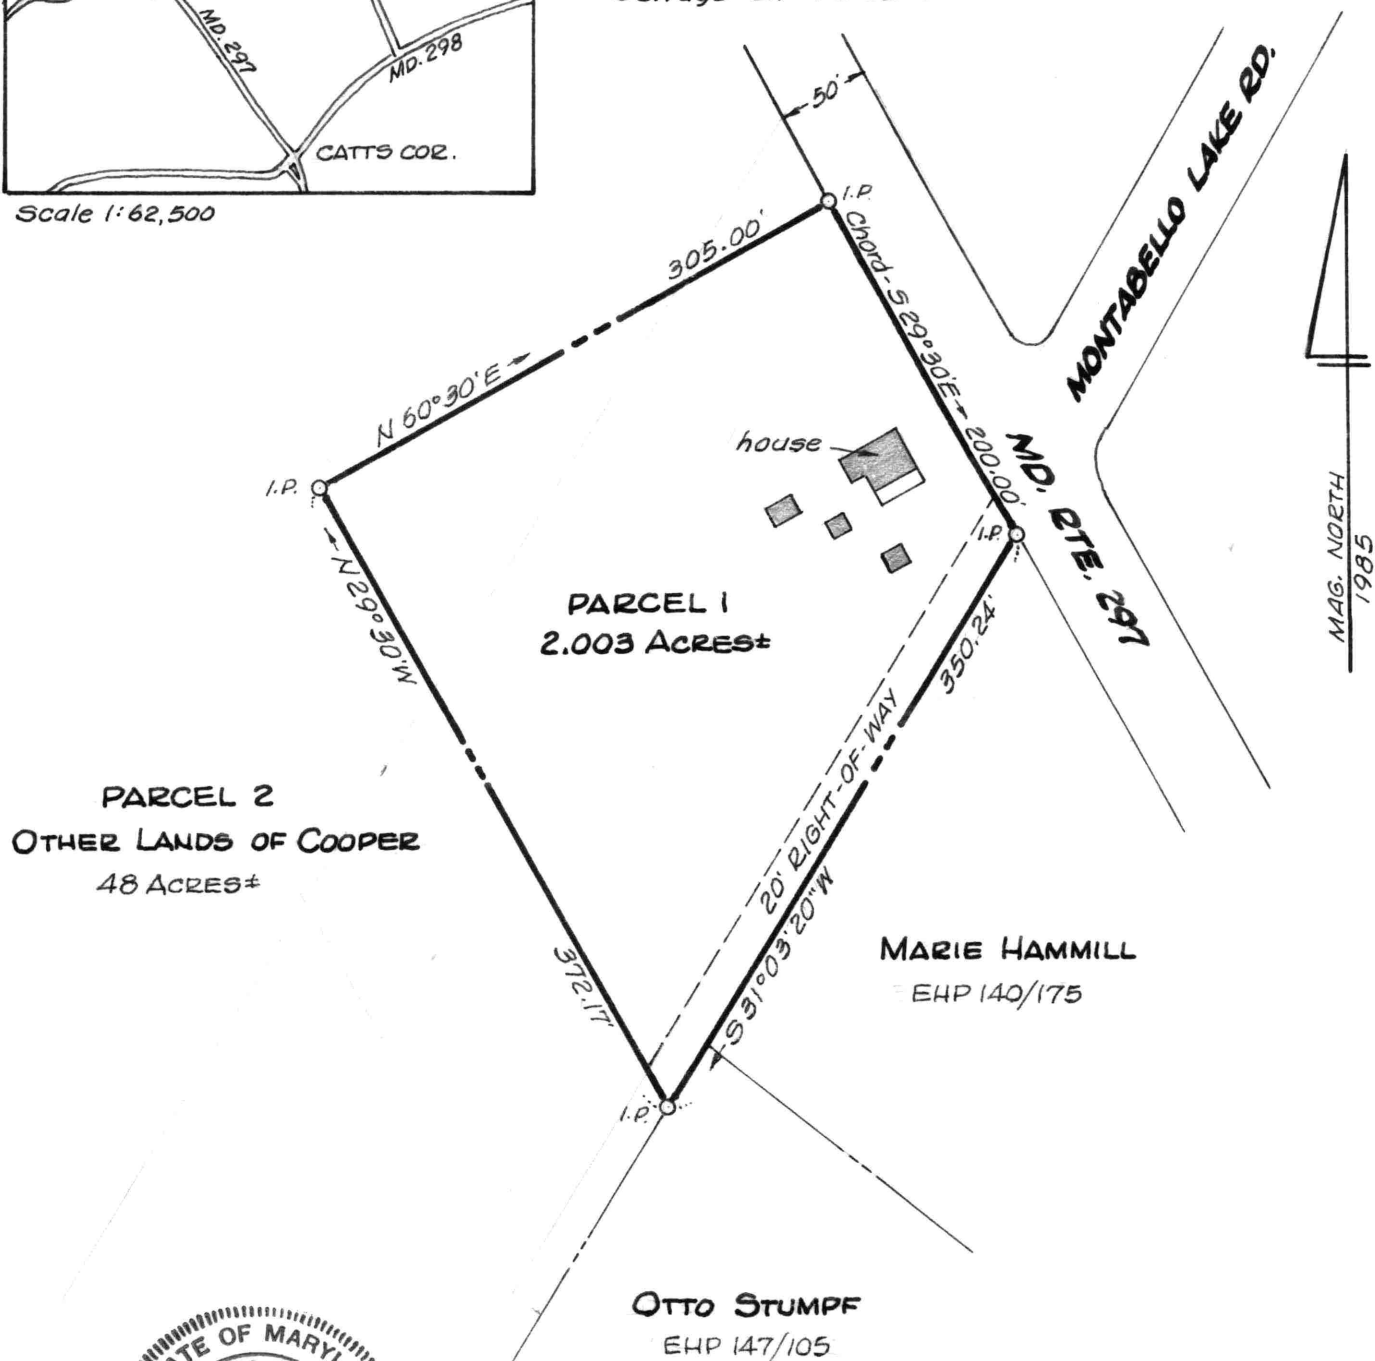 MD. 297
MD. 298
CATTS COR.
Scale 1:62,500
50'
MONTABELLO LAKE RD.
I.P.
305.00'
Chord - S 29°30'E 200.00'
N 60°30'E
house
MD. RTE. 297
I.P.
I.P.
MAG. NORTH
1985
N 29°30'W
PARCEL 1
2.003 ACRES±
350.24'
20' RIGHT-OF-WAY
PARCEL 2
OTHER LANDS OF COOPER
48 ACRES±
S 31°03'20"W
372.17'
MARIE HAMMILL
EHP 140/175
I.P.
OTTO STUMPF
EHP 147/105
OF